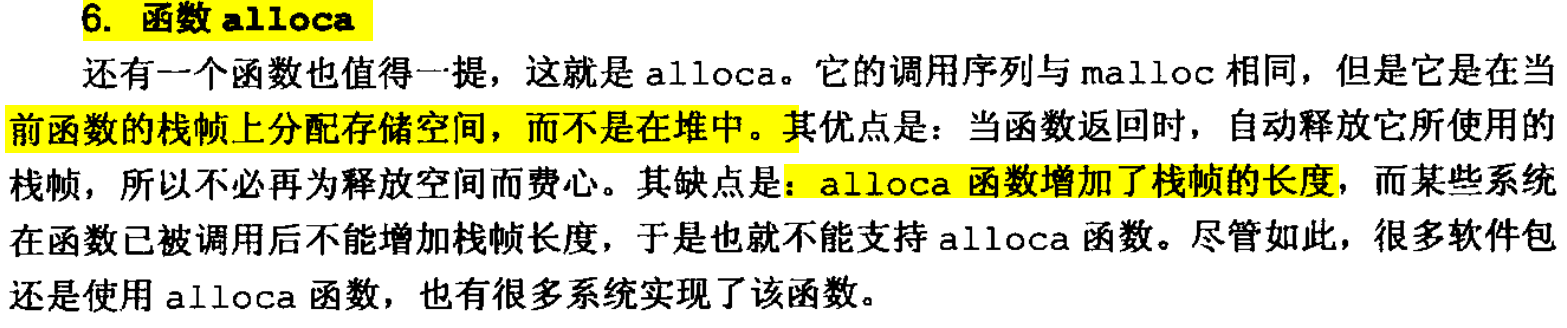 6. 函数 alloca
还有一个函数也值得一提，这就是 alloca。它的调用序列与 malloc 相同，但是它是在当
前函数的栈帧上分配存储空间，而不是在堆中。其优点是：当函数返回时，自动释放它所使用的
栈帧，所以不必再为释放空间而费心。其缺点是：alloca 函数增加了栈帧的长度，而某些系统
在函数已被调用后不能增加栈帧长度，于是也就不能支持 alloca 函数。尽管如此，很多软件包
还是使用 alloca 函数，也有很多系统实现了该函数。